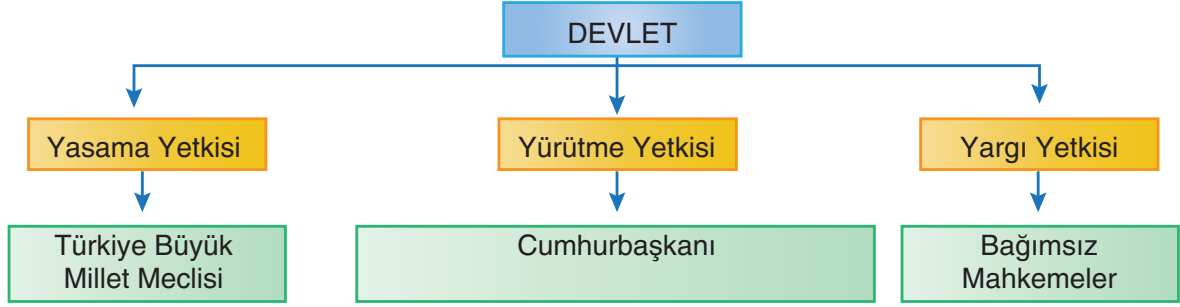 DEVLET
Yasama Yetkisi
Yürütme Yetkisi
Yargı Yetkisi
Türkiye Büyük
Millet Meclisi
Cumhurbaşkanı
Bağımsız
Mahkemeler